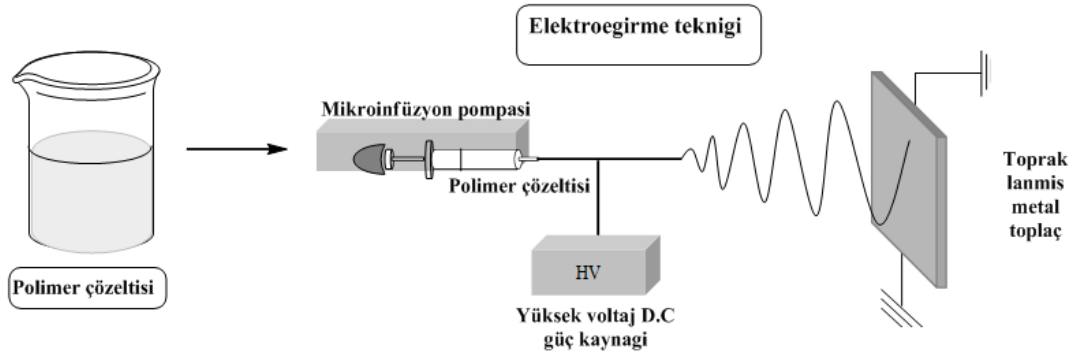 Elektroegirme teknigi
Mikroinfüzyon pompasi
Polimer çözeltisi
HV
Yüksek voltaj D.C
güç kaynagi
Toprak
lanmis
metal
toplaç
Polimer çözeltisi